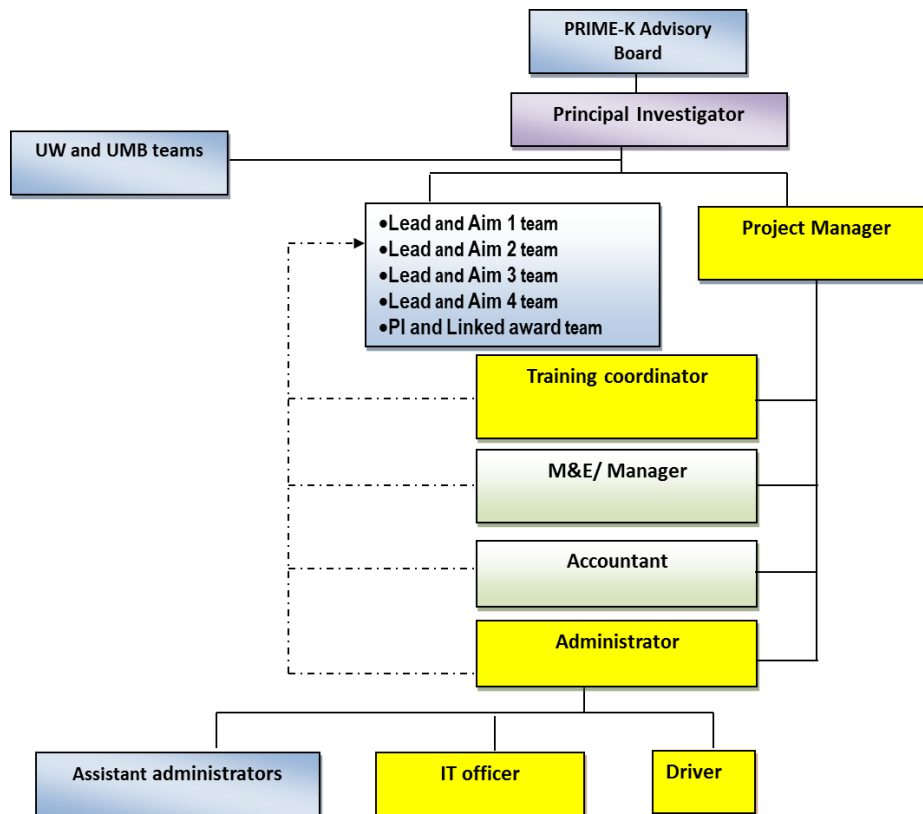 PRIME-K Advisory
Board
Principal Investigator
UW and UMB teams
•Lead and Aim 1 team
•Lead and Aim 2 team
•Lead and Aim 3 team
•Lead and Aim 4 team
•PI and Linked award team
Project Manager
Training coordinator
M&E/ Manager
Accountant
Administrator
Assistant administrators
IT officer
Driver